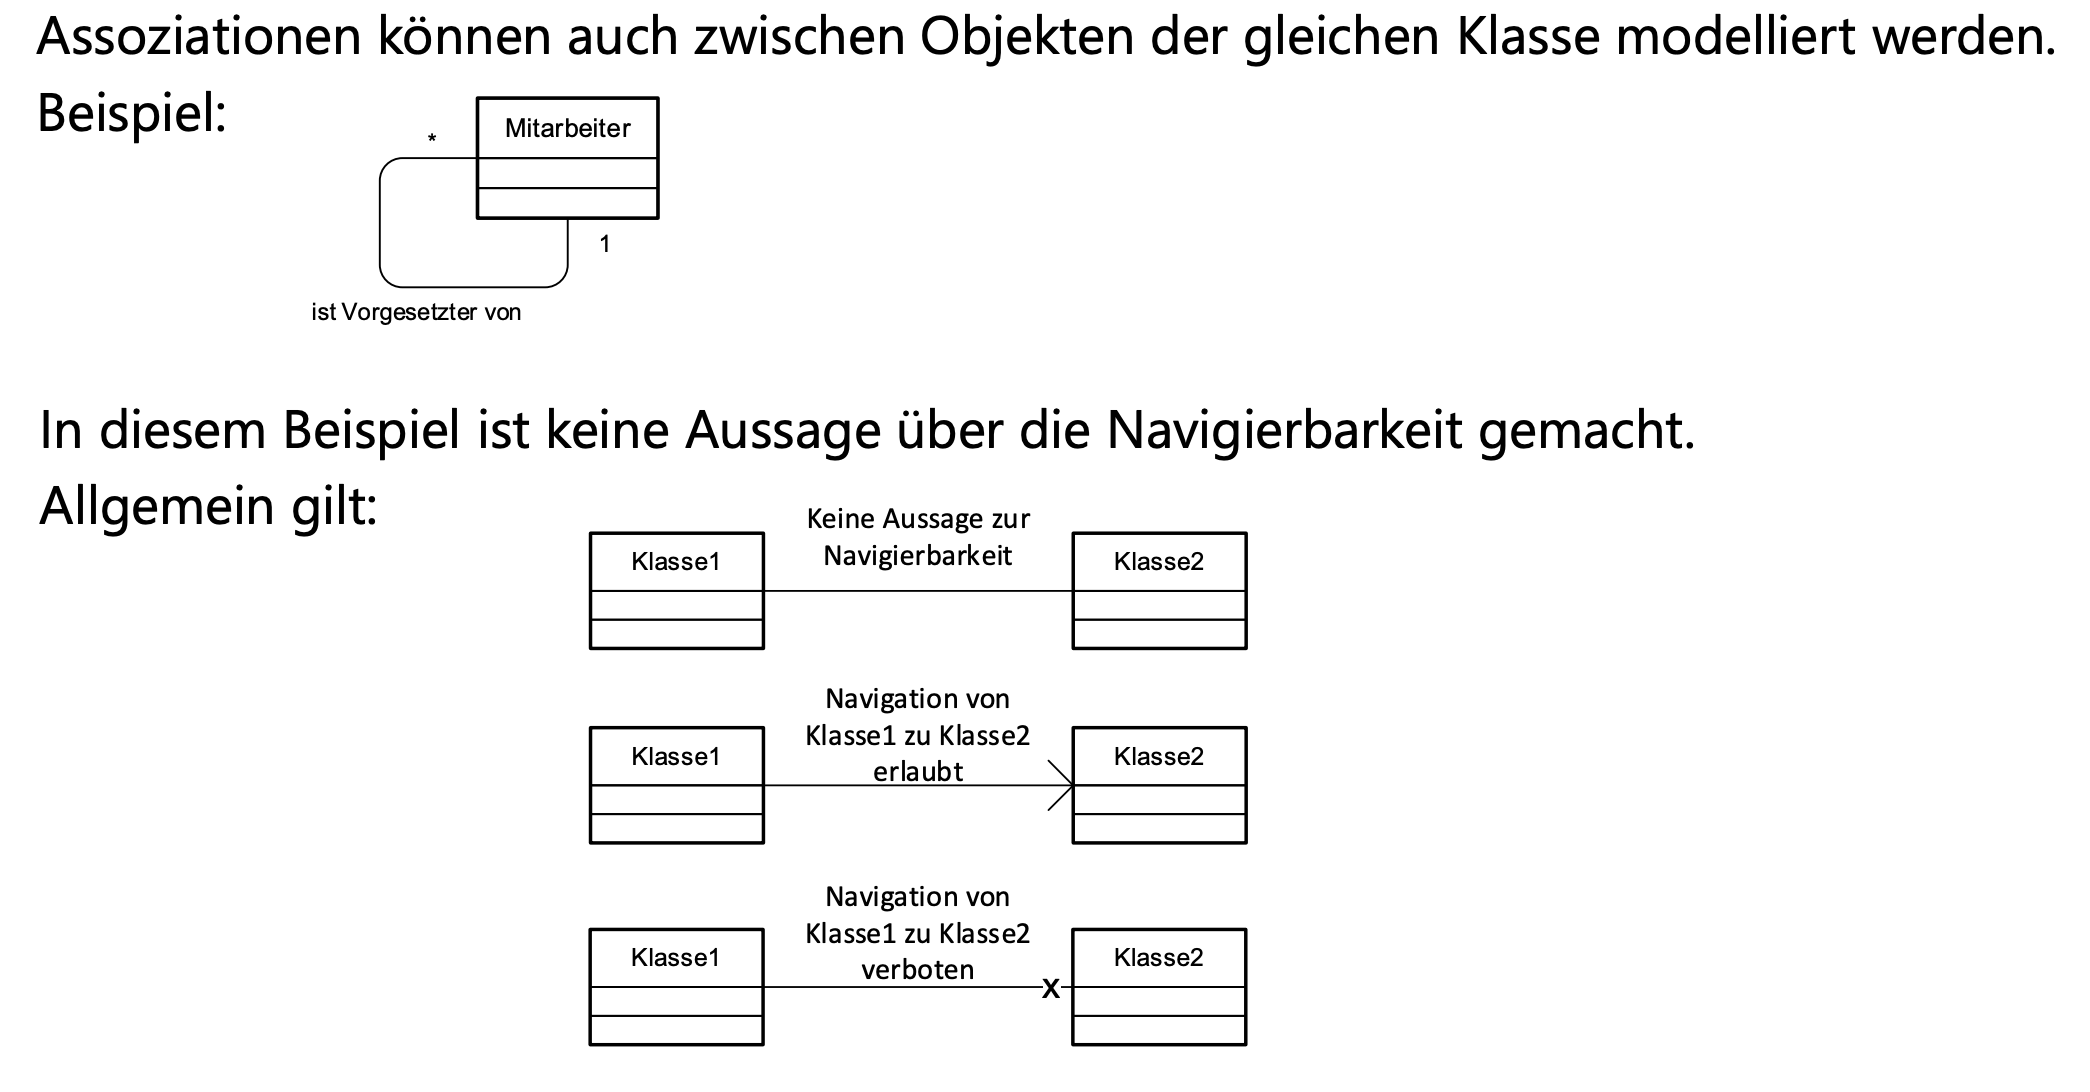 Assoziationen können auch zwischen Objekten der gleichen Klasse modelliert werden.
Beispiel:
*
Mitarbeiter
1
ist Vorgesetzter von
In diesem Beispiel ist keine Aussage über die Navigierbarkeit gemacht.
Allgemein gilt:
Keine Aussage zur
Navigierbarkeit
Klasse1
Klasse2
Navigation von
Klasse1 zu Klasse2
erlaubt
Klasse1
Klasse2
Navigation von
Klasse1 zu Klasse2
verboten
Klasse1
x
Klasse2